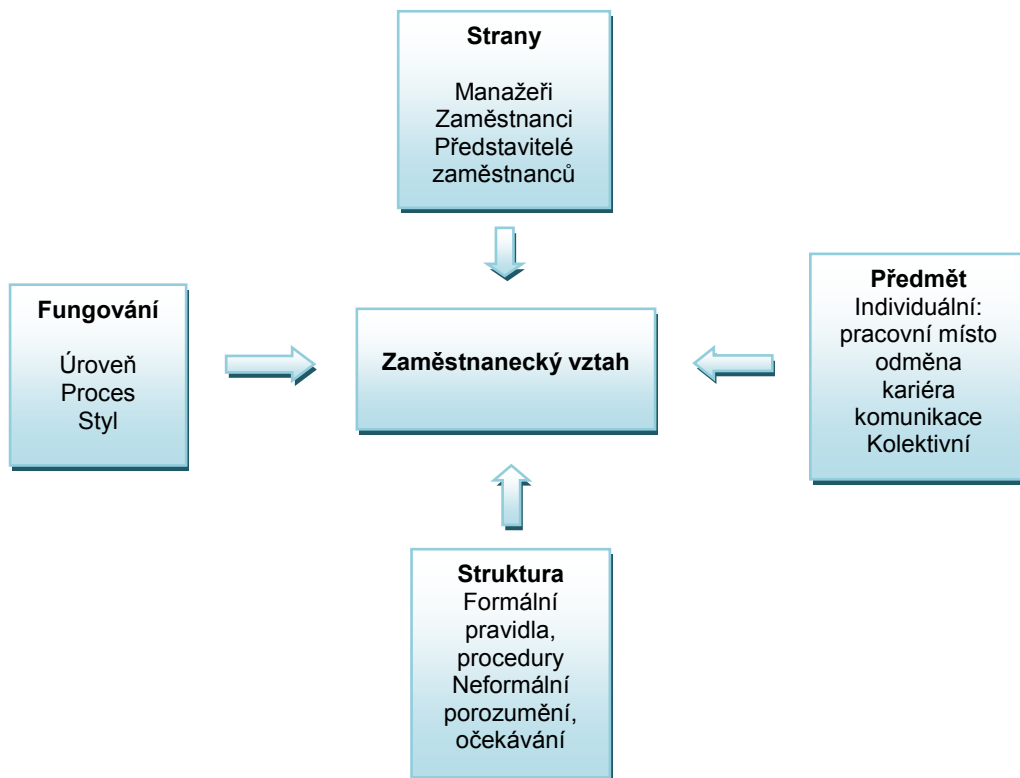 Strany
Manažeři
Zaměstnanci
Představitelé
zaměstnanců
Fungování
Úroveň
Proces
Styl
Zaměstnanecký vztah
Předmět
Individuální:
pracovní místo
odměna
kariéra
komunikace
Kolektivní
Struktura
Formální
pravidla,
procedury
Neformální
porozumění,
očekávání